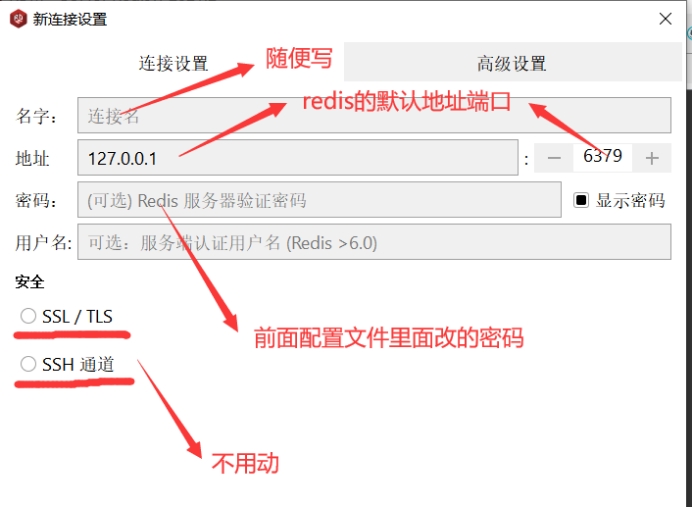 新连接设置
连接设置
随便写
高级设置
redis的默认地址端口
名字：
连接名
地址
127.0.0.1
:
6379
密码：
(可选) Redis 服务器验证密码
显示密码
用户名:
可选：服务端认证用户名 (Redis >6.0)
安全
SSL / TLS
前面配置文件里面改的密码
SSH 通道
不用动